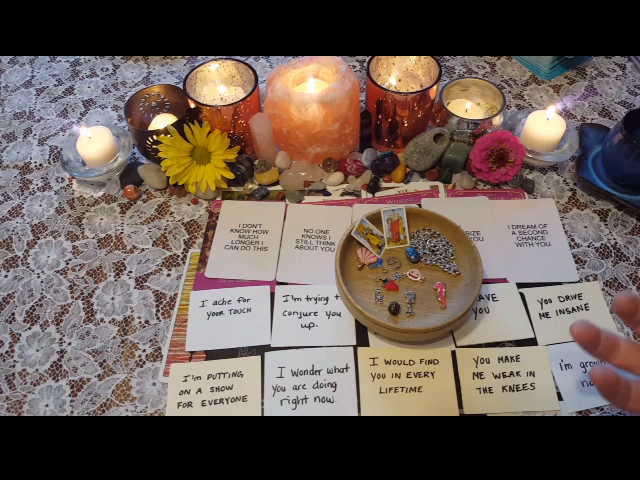 I DON'T
KNOW HOW
MUCH
LONGER I
CAN DO THIS
NO ONE
KNOWS I
STILL THINK
ABOUT YOU
I DREAM OF
A SECOND
CHANCE
WITH YOU
I ache for
YOUR TOUCH
I'm trying
conjure you
up.
YOU
YOU DRIVE
ME INSANE
I'm PUTTING
ON A SHOW
FOR EVERYONE
I wonder what
you are doing
right now.
I WOULD FIND
YOU IN EVERY
LIFETIME
YOU MAKE
ME WEAK IN
THE KNEES
i'm